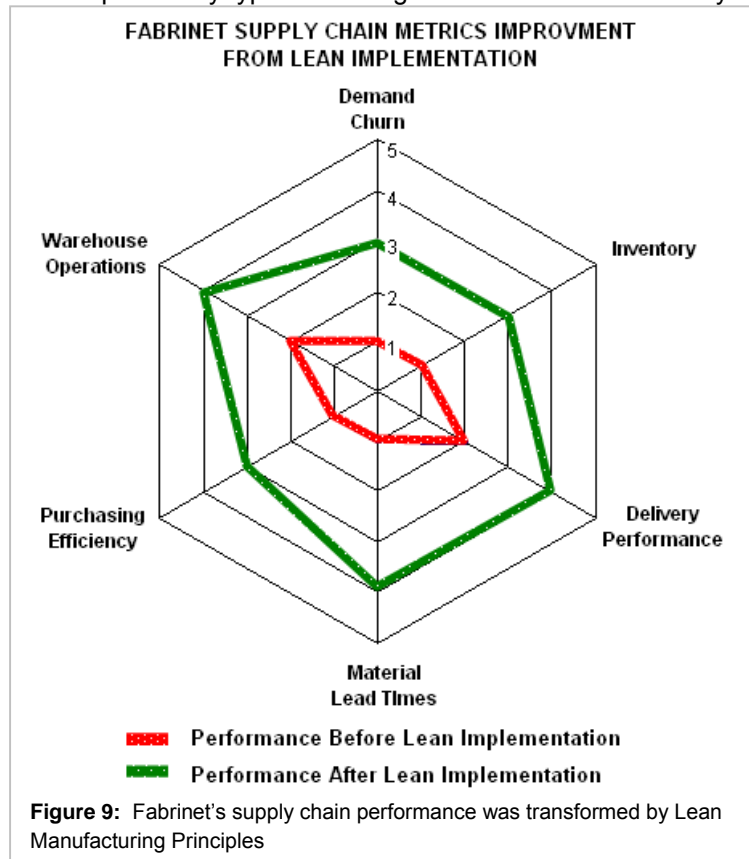 FABRINET SUPPLY CHAIN METRICS IMPROVMENT
FROM LEAN IMPLEMENTATION
Demand
Churn
5
4
3
2
1
Warehouse
Operations
Inventory
Purchasing
Efficiency
Delivery
Performance
Material
Lead TImes
Performance Before Lean Implementation
Performance After Lean Implementation
Figure 9: Fabrinet's supply chain performance was transformed by Lean
Manufacturing Principles